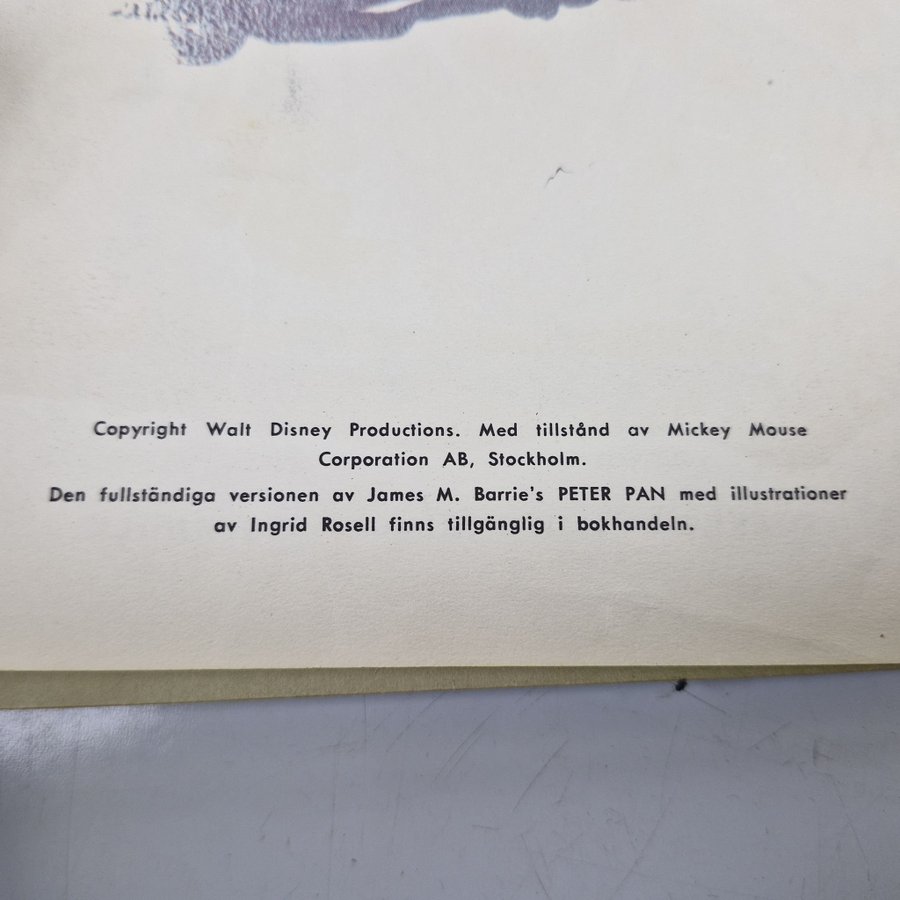 Copyright Walt Disney Productions. Med tillstånd av Mickey Mouse
Corporation AB, Stockholm.
Den fullständiga versionen av James M. Barrie's PETER PAN med illustrationer
av Ingrid Rosell finns tillgänglig i bokhandeln.